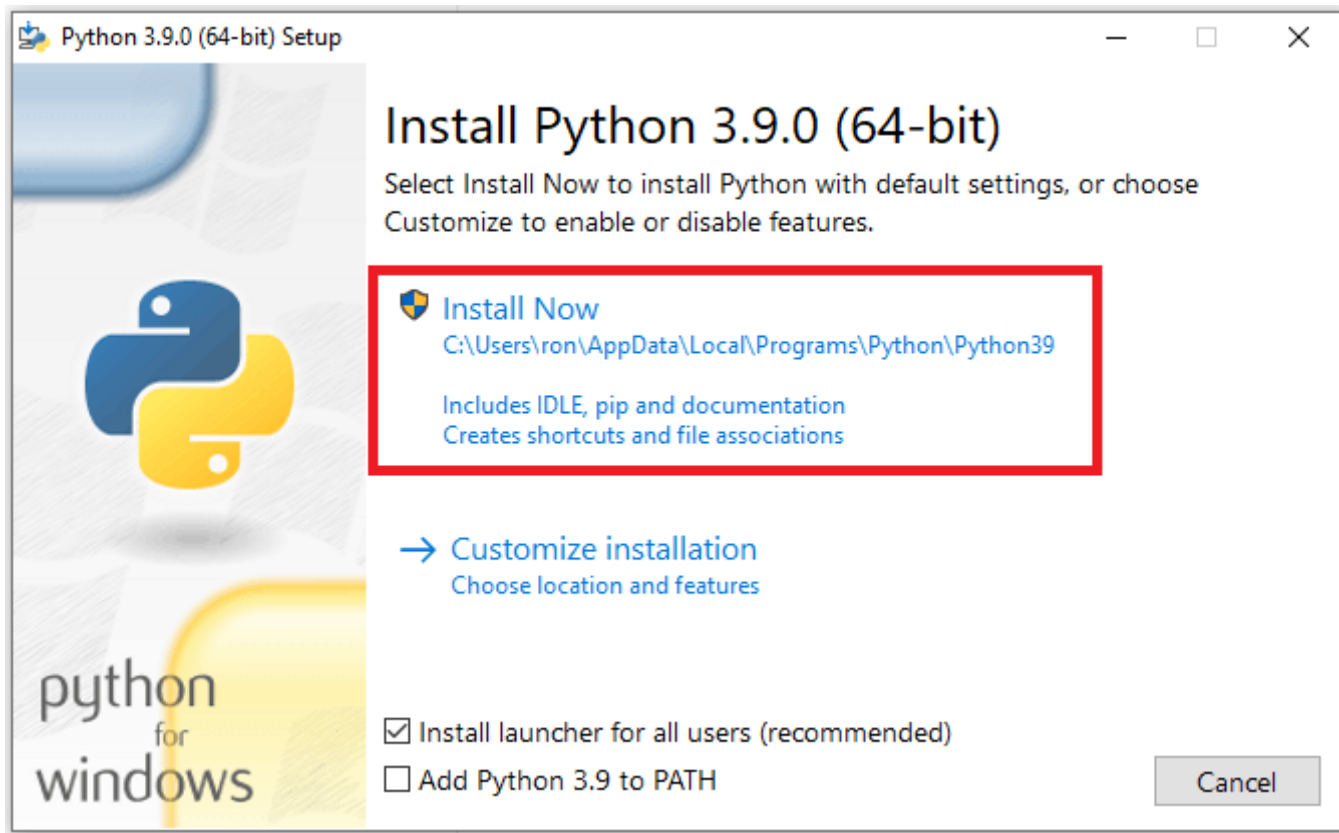 Python 3.9.0 (64-bit) Setup
Install Python 3.9.0 (64-bit)
Select Install Now to install Python with default settings, or choose
Customize to enable or disable features.
Install Now
C:\Users\ron\AppData\Local\Programs\Python\Python39
Includes IDLE, pip and documentation
Creates shortcuts and file associations
Customize installation
Choose location and features
python
for
windows
Install launcher for all users (recommended)
Add Python 3.9 to PATH
Cancel